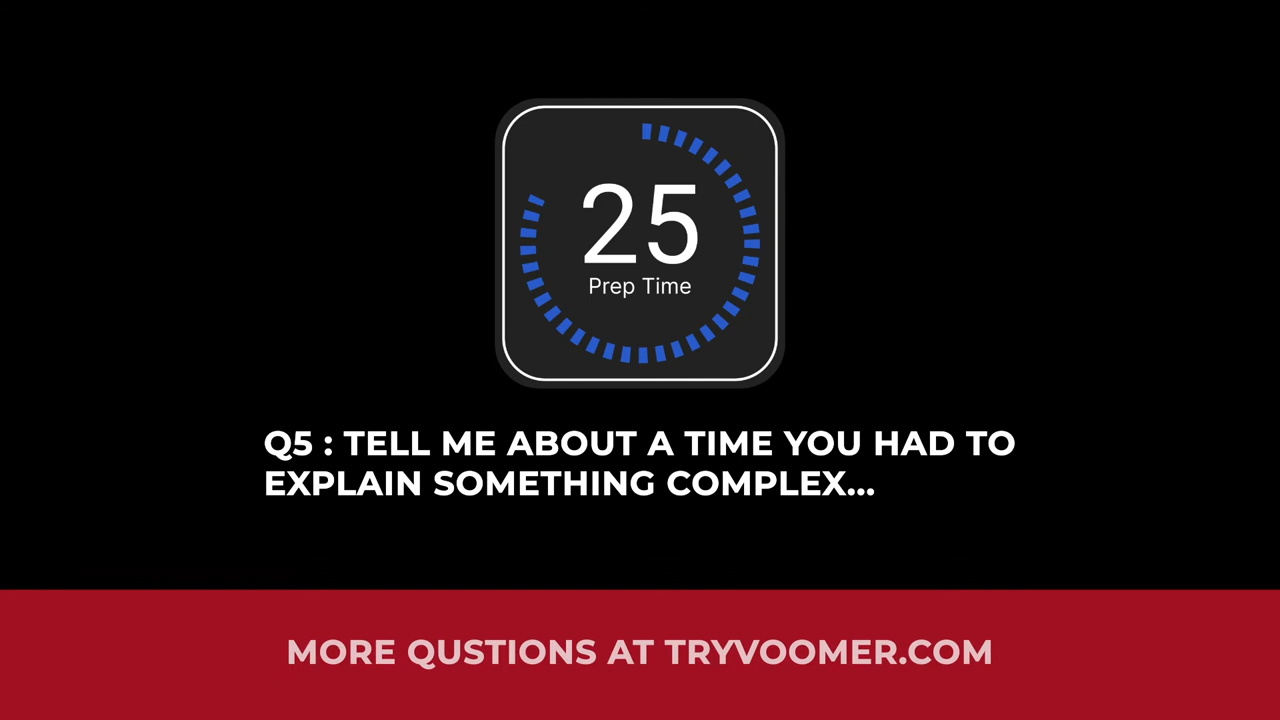 25
Prep Time
Q5 : TELL ME ABOUT A TIME YOU HAD TO
EXPLAIN SOMETHING COMPLEX...
MORE QUSTIONS AT TRYVOOMER.COM